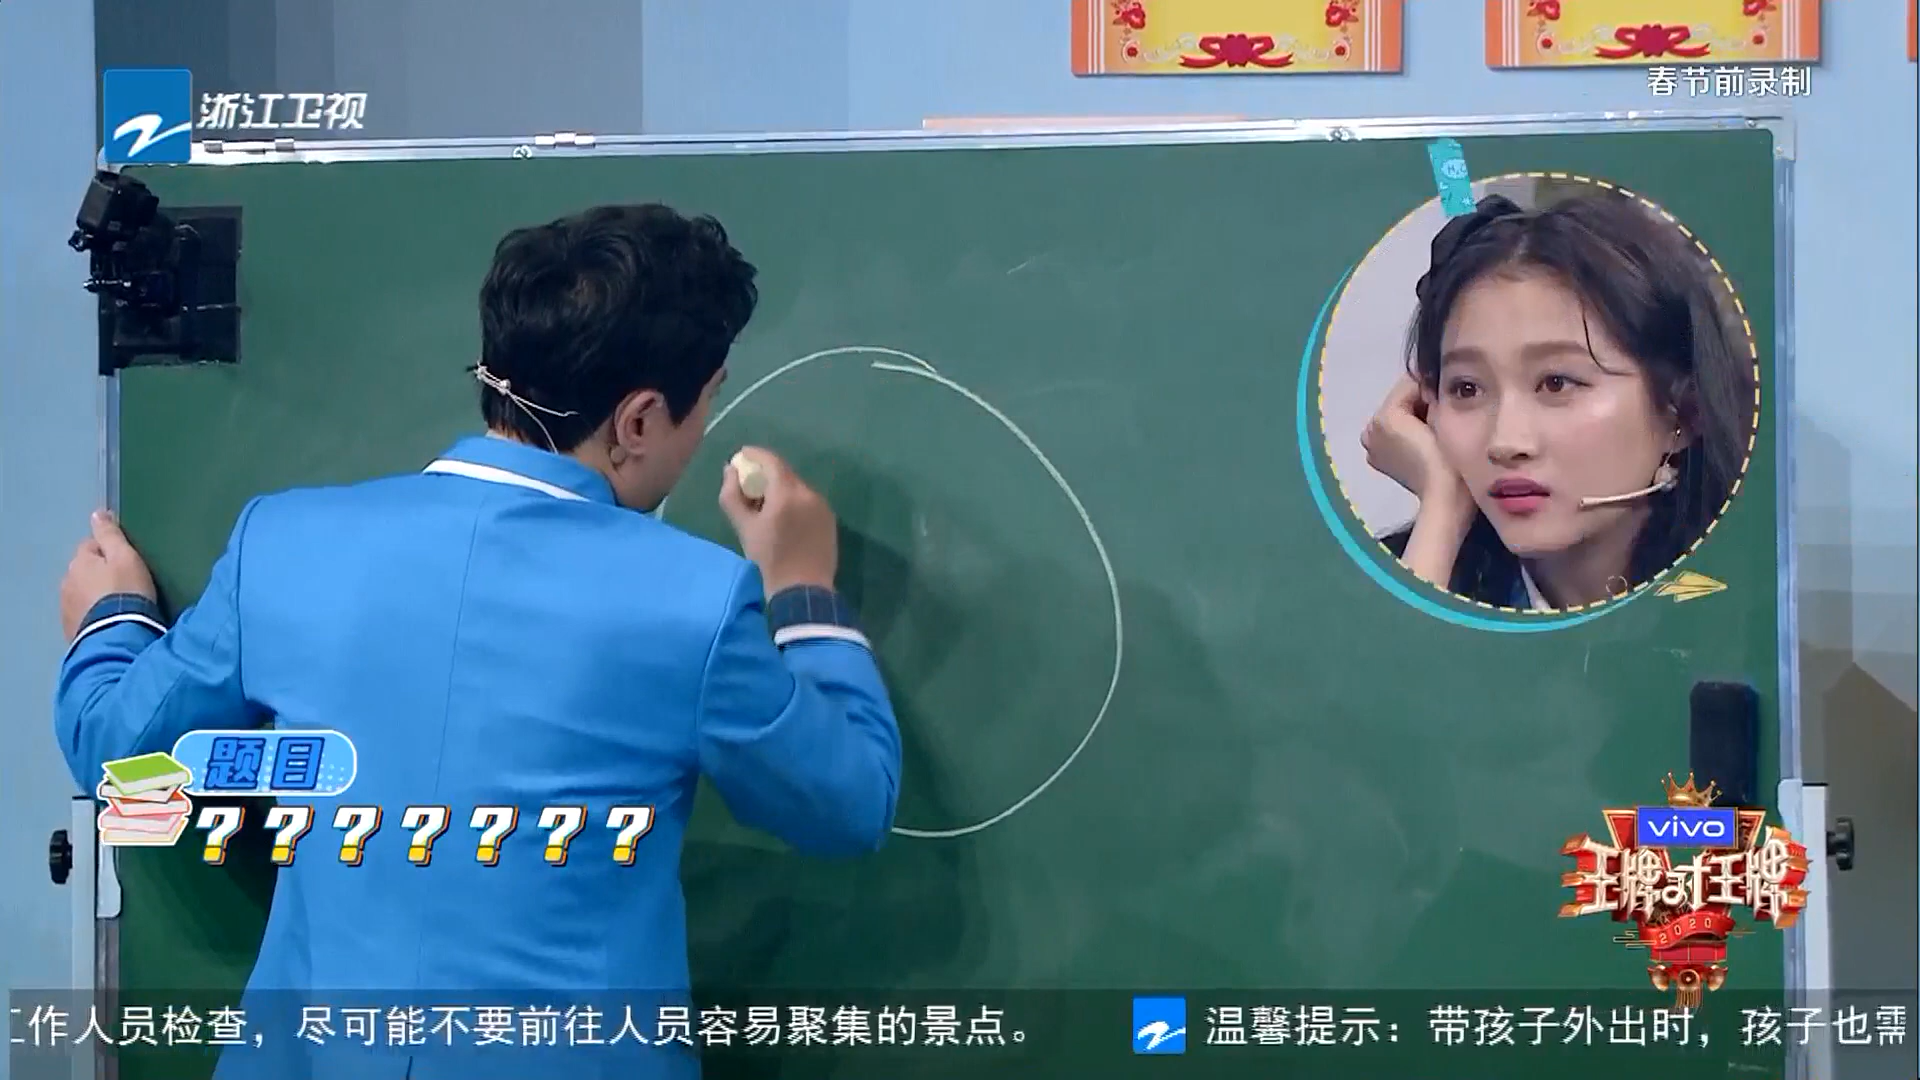 春节前录制
浙江卫视
题目
???????
vivo
王牌对王牌
2020
工作人员检查，尽可能不要前往人员容易聚集的景点。
温馨提示：带孩子外出时，孩子也需